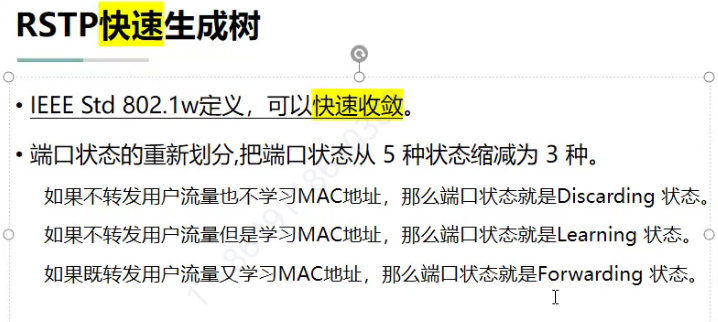 RSTP快速生成树
• IEEE Std 802.1w定义，可以快速收敛。
• 端口状态的重新划分,把端口状态从 5 种状态缩减为 3 种。
如果不转发用户流量也不学习MAC地址，那么端口状态就是Discarding 状态。
如果不转发用户流量但是学习MAC地址，那么端口状态就是Learning 状态。
如果既转发用户流量又学习MAC地址，那么端口状态就是Forwarding 状态。